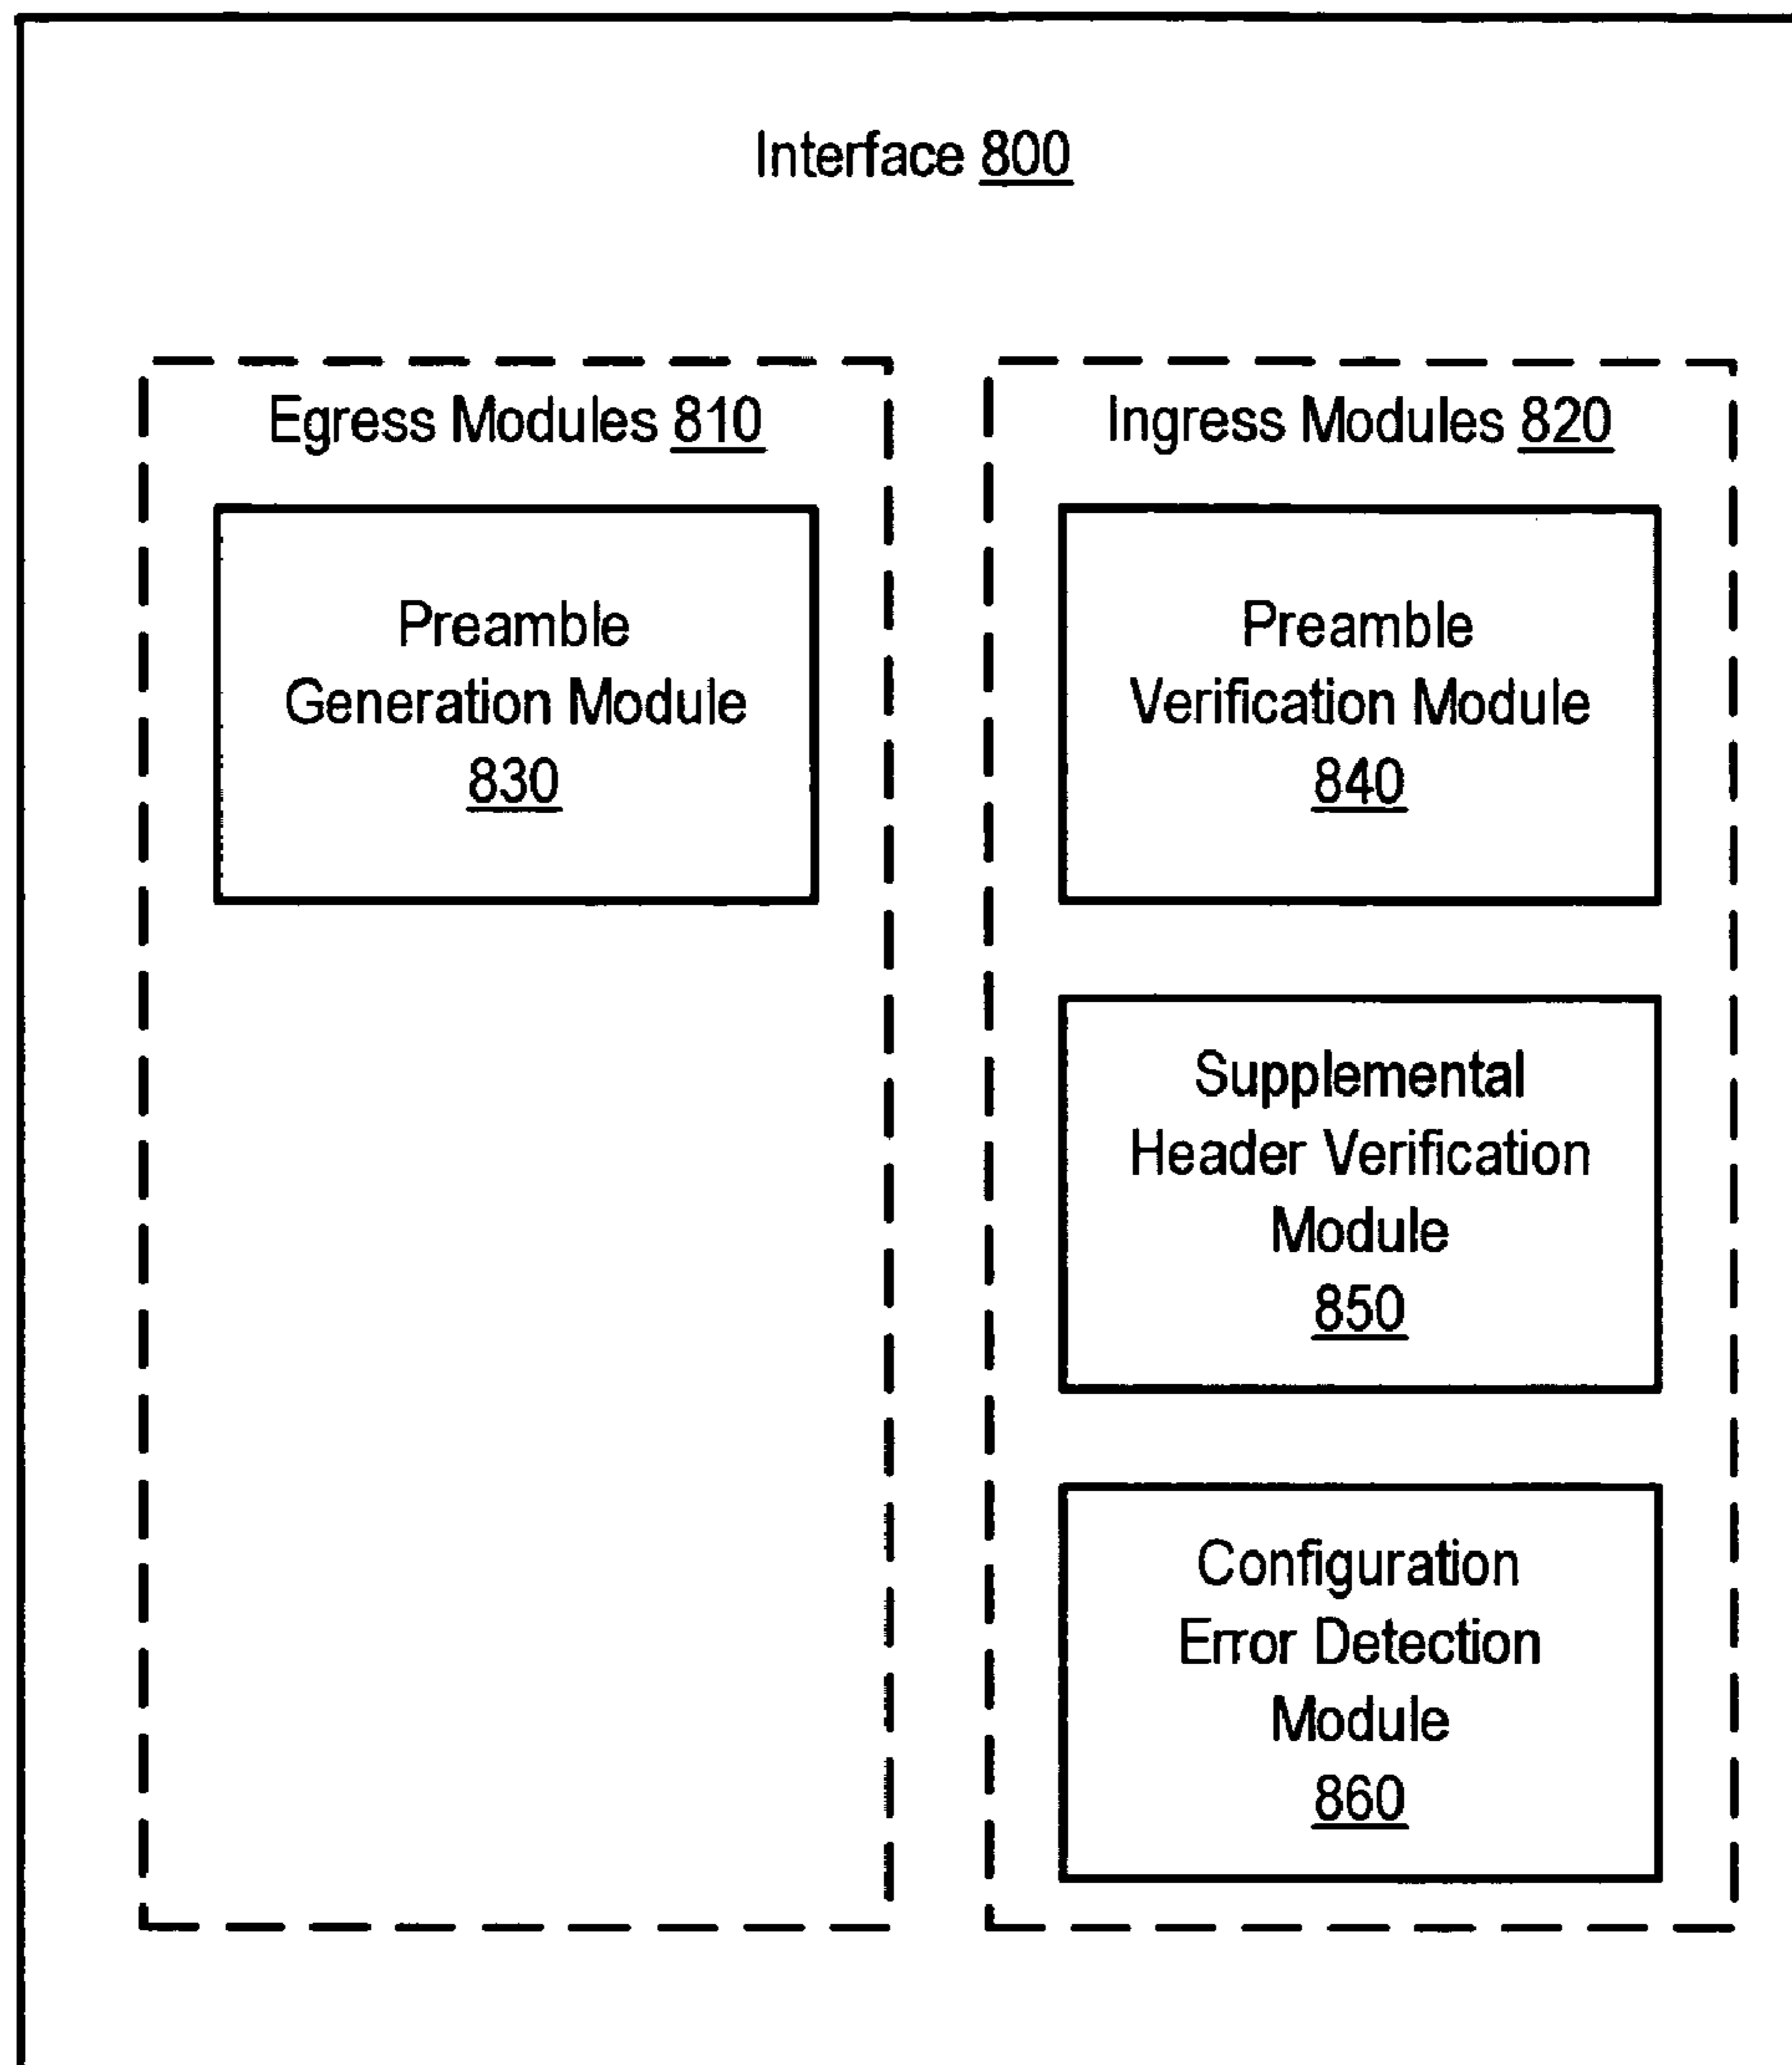 Interface 800
Egress Modules 810
Preamble
Generation Module
830
Ingress Modules 820
Preamble
Verification Module
840
Supplemental
Header Verification
Module
850
Configuration
Error Detection
Module
860